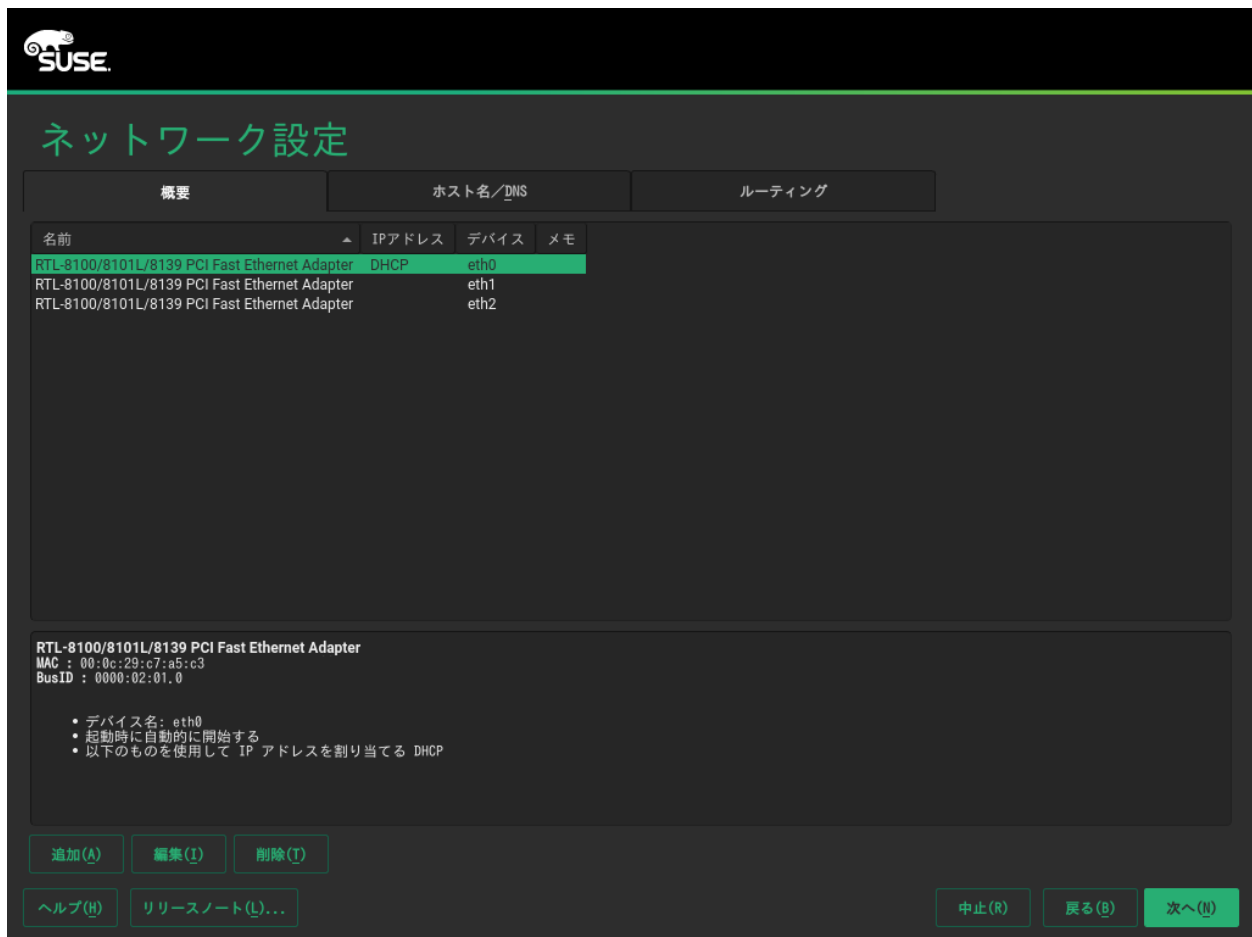 SUSE.
ネットワーク設定
概要 ホスト名／DNS ルーティング
名前 IPアドレス デバイス メモ
RTL-8100/8101L/8139 PCI Fast Ethernet Adapter DHCP eth0
RTL-8100/8101L/8139 PCI Fast Ethernet Adapter eth1
RTL-8100/8101L/8139 PCI Fast Ethernet Adapter eth2
RTL-8100/8101L/8139 PCI Fast Ethernet Adapter
MAC : 00:0c:29:c7:a5:c3
BusID : 0000:02:01.0
• デバイス名: eth0
• 起動時に自動的に開始する
• 以下のものを使用して IP アドレスを割り当てる DHCP
追加(A) 編集(I) 削除(T)
ヘルプ(H) リリースノート(L)... 中止(R) 戻る(B) 次へ(N)